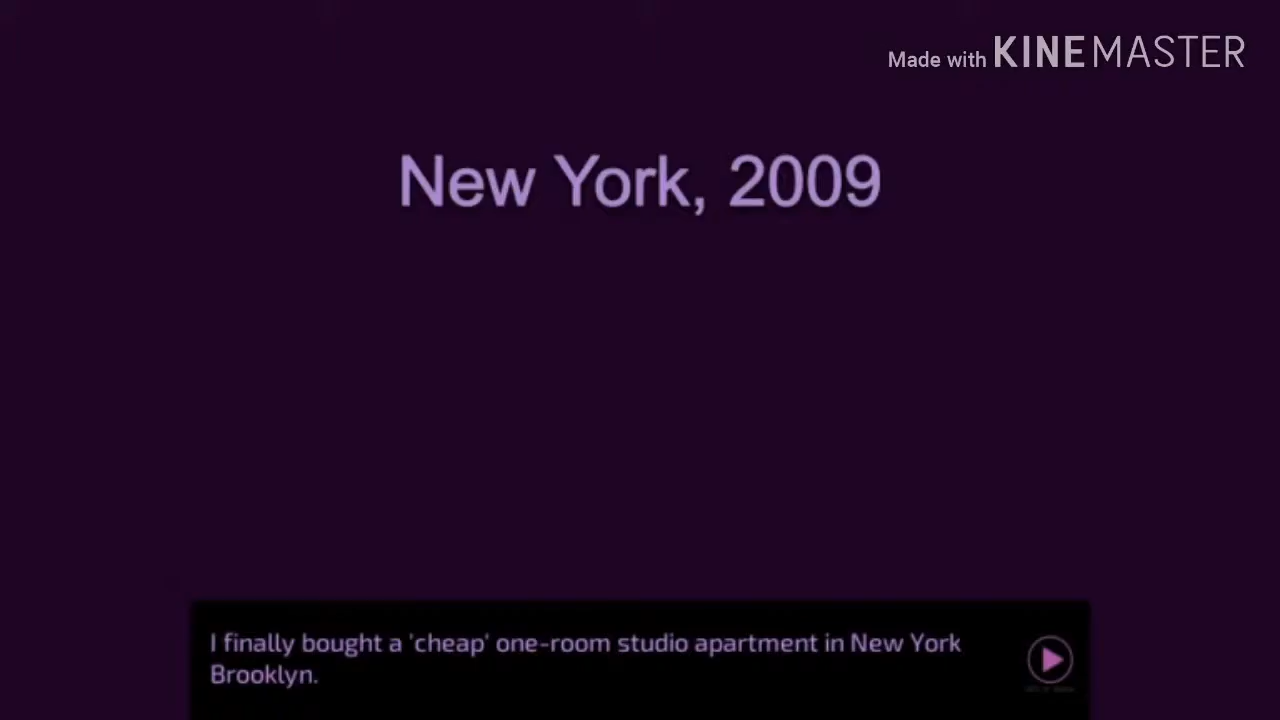 Made with KINEMASTER
New York, 2009
I finally bought a 'cheap' one-room studio apartment in New York
Brooklyn.